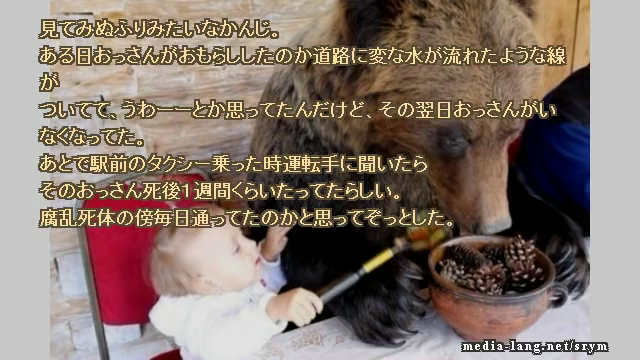 見てみぬふりみたいなかんじ。
ある日おっさんがおもらししたのか道路に変な水が流れたような線
が
ついてて、うわーーとか思ってたんだけど、その翌日おっさんがい
なくなってた。
あとで駅前のタクシー乗った時運転手に聞いたら
そのおっさん死後１週間くらいたってたらしい。
腐乱死体の傍毎日通ってたのかと思ってぞっとした。
media-lang.net/srym